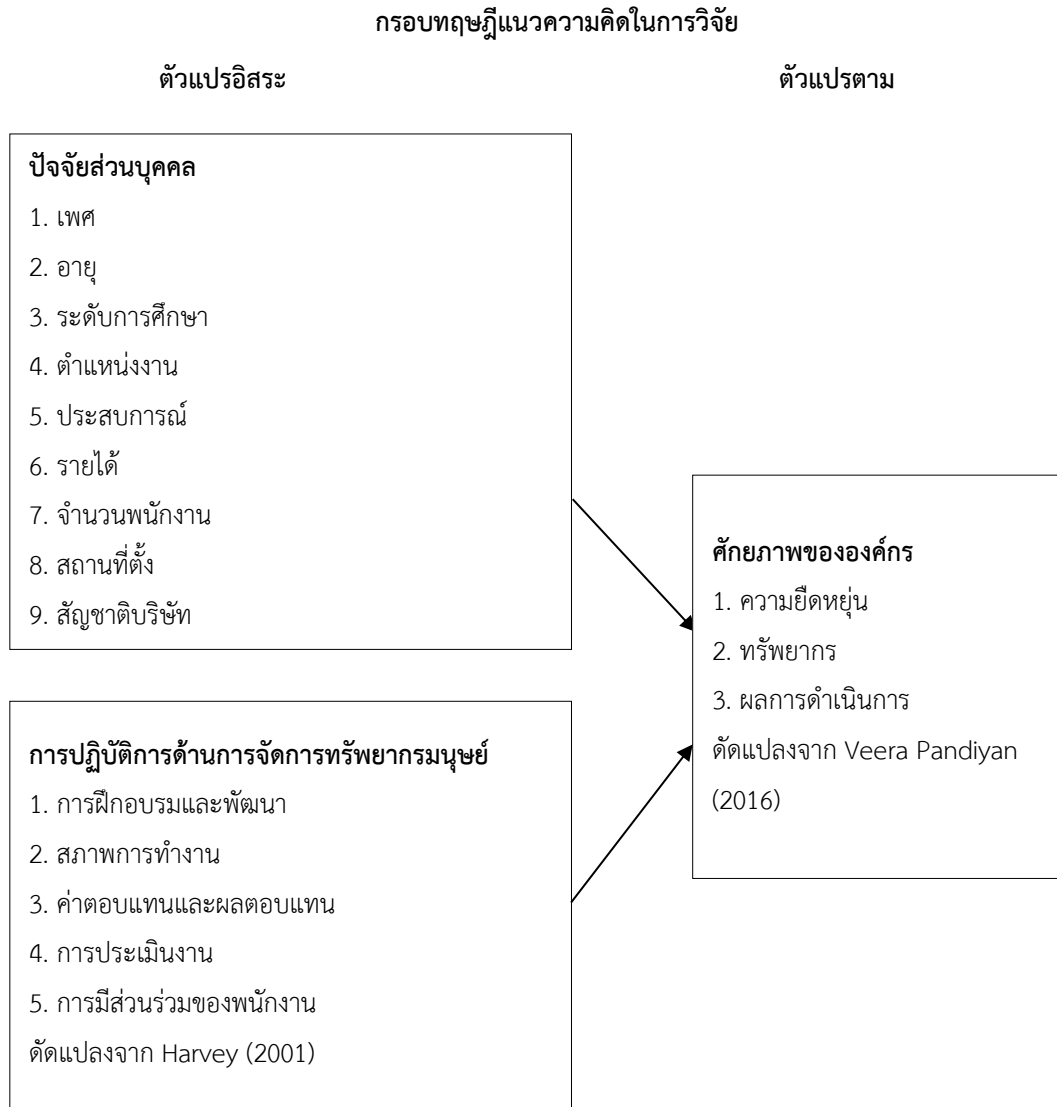 กรอบทฤษฎีแนวความคิดในการวิจัย
ตัวแปรอิสระ
ตัวแปรตาม
ปัจจัยส่วนบุคคล
1. เพศ
2. อายุ
3. ระดับการศึกษา
4. ตำแหน่งงาน
5. ประสบการณ์
6. รายได้
7. จำนวนพนักงาน
8. สถานที่ตั้ง
9. สัญชาติบริษัท
การปฏิบัติการด้านการจัดการทรัพยากรมนุษย์
1. การฝึกอบรมและพัฒนา
2. สภาพการทำงาน
3. ค่าตอบแทนและผลตอบแทน
4. การประเมินงาน
5. การมีส่วนร่วมของพนักงาน
ดัดแปลงจาก Harvey (2001)
ศักยภาพขององค์กร
1. ความยืดหยุ่น
2. ทรัพยากร
3. ผลการดำเนินการ
ดัดแปลงจาก Veera Pandiyan
(2016)